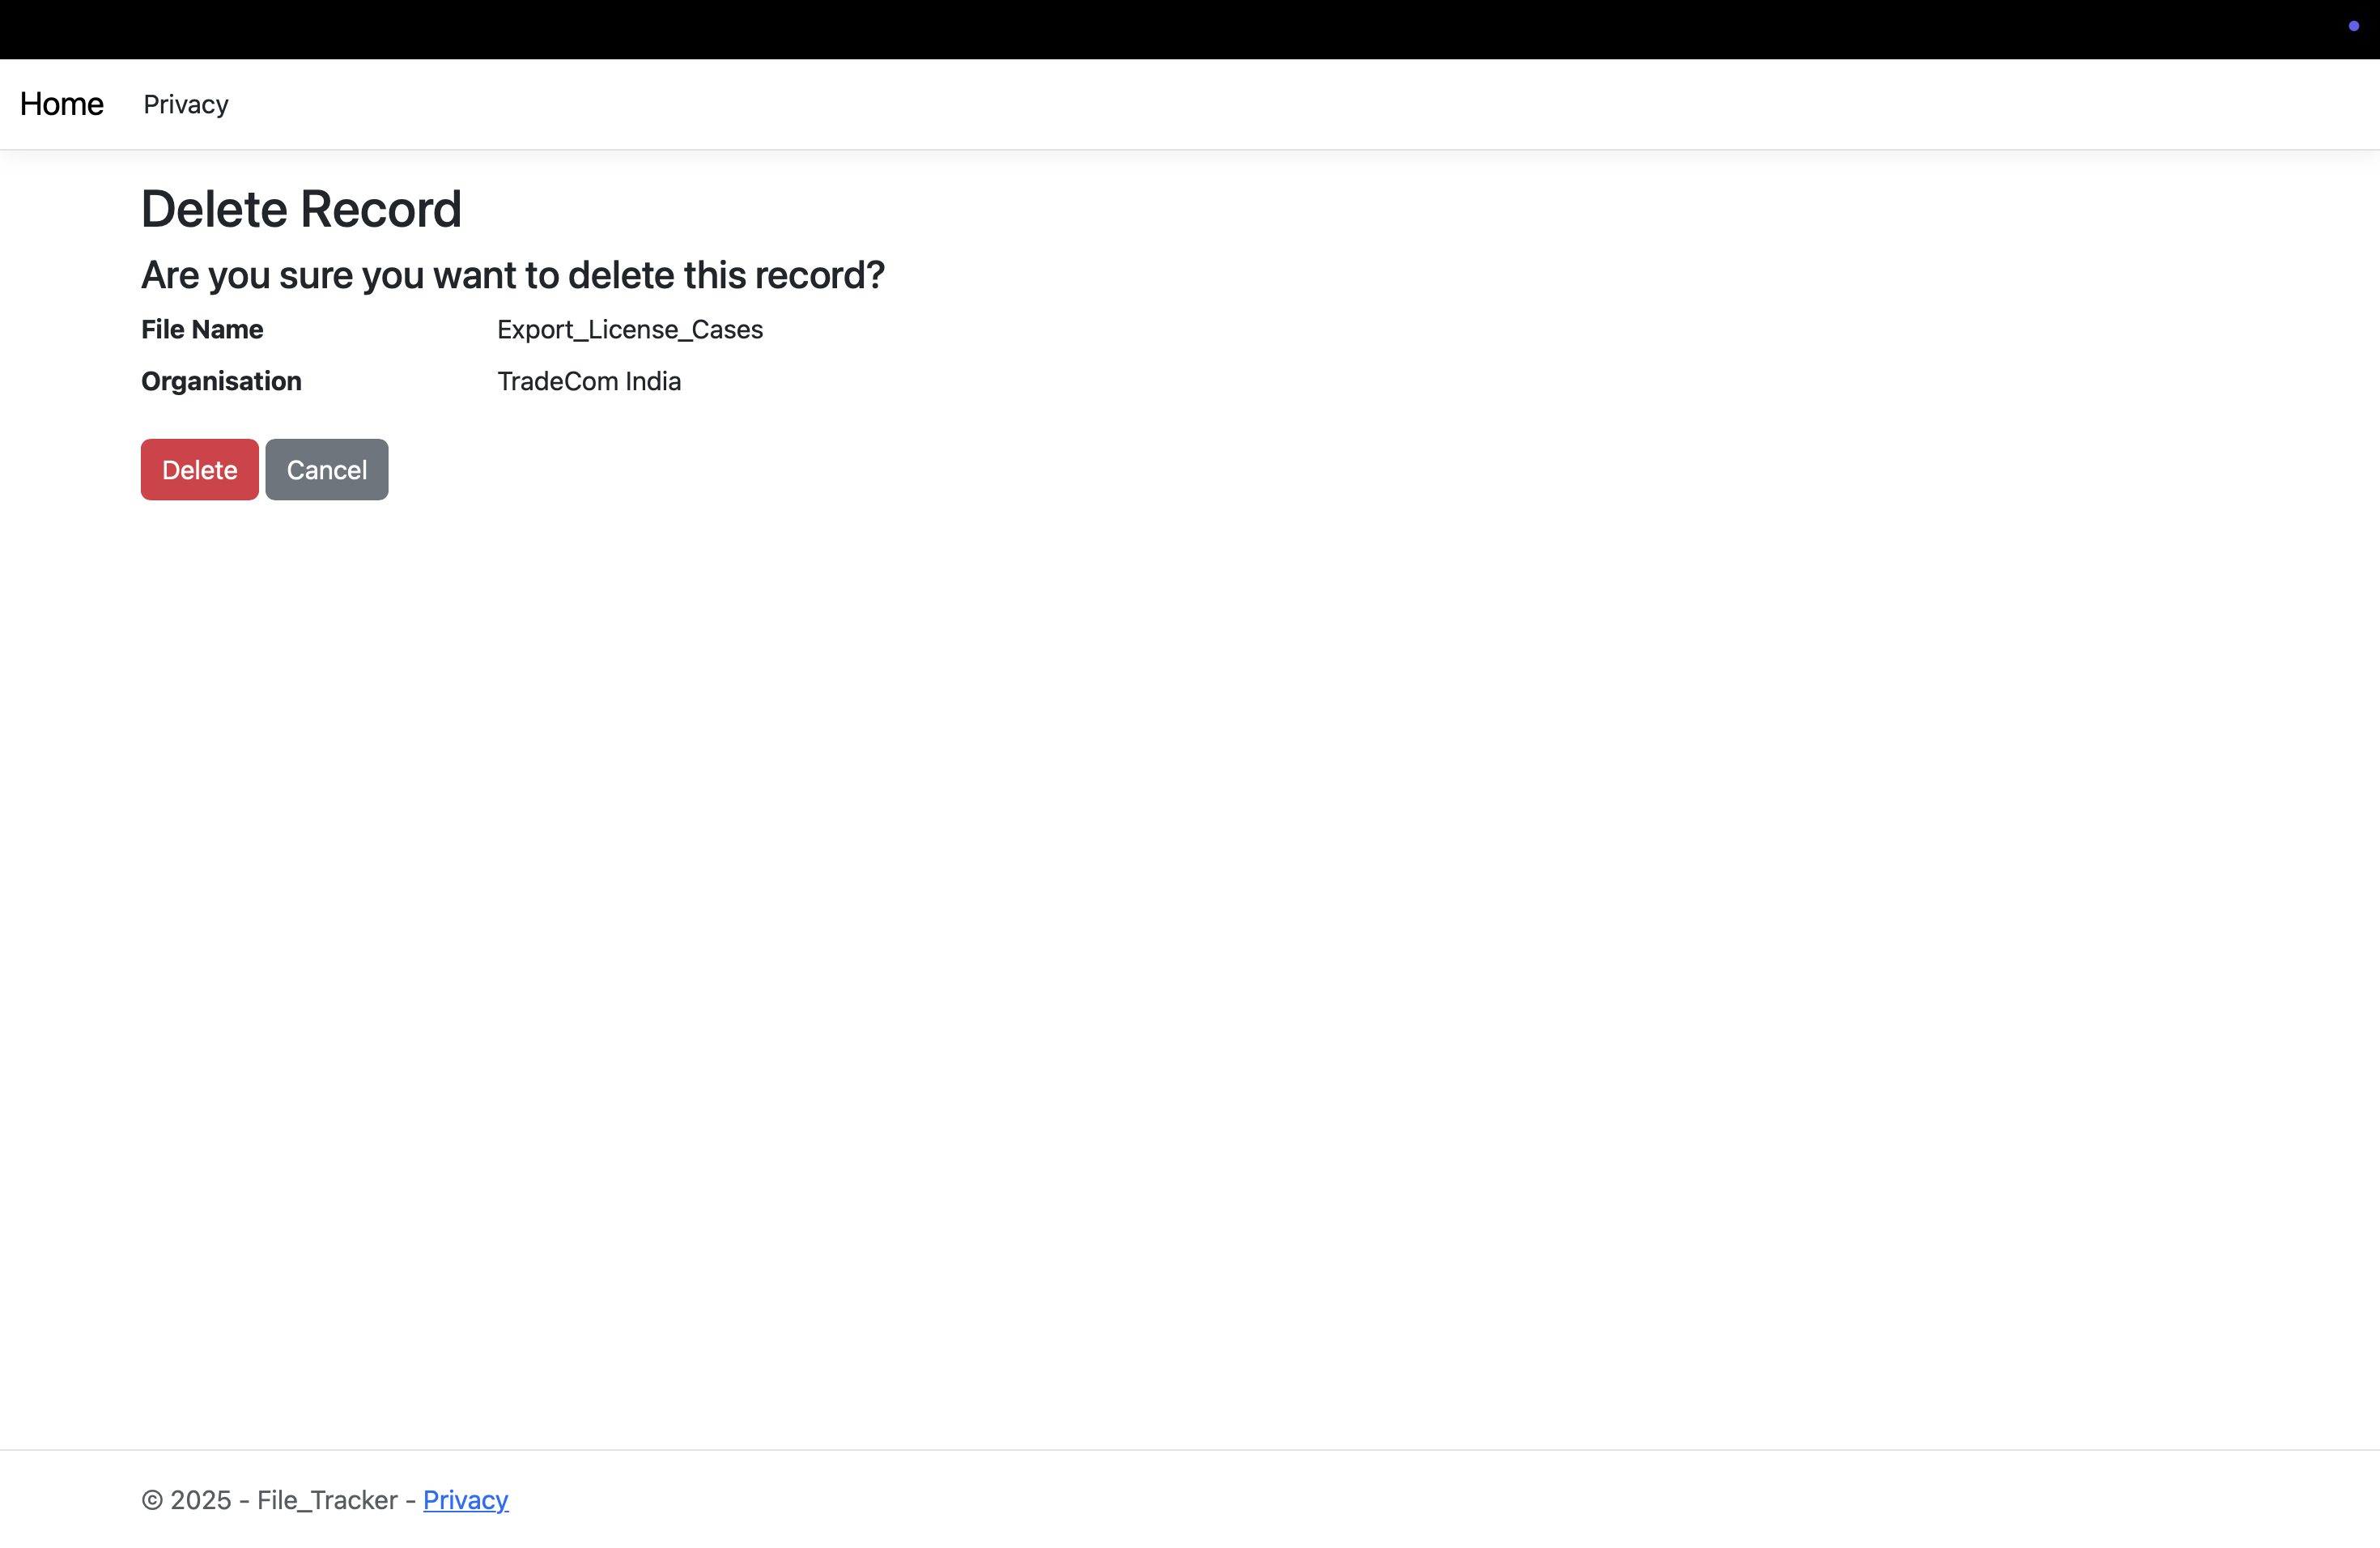 Home Privacy
Delete Record
Are you sure you want to delete this record?
File Name Export_License_Cases
Organisation TradeCom India
Delete Cancel
© 2025 - File_Tracker - Privacy